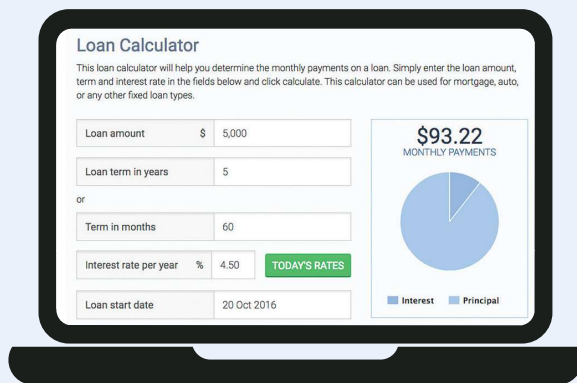 Loan Calculator
This loan calculator will help you determine the monthly payments on a loan. Simply enter the loan amount,
term and interest rate in the fields below and click calculate. This calculator can be used for mortgage, auto,
or any other fixed loan types.
Loan amount $ 5,000
Loan term in years 5
or
Term in months 60
Interest rate per year % 4.50 TODAY'S RATES
Loan start date 20 Oct 2016
$93.22
MONTHLY PAYMENTS
Interest Principal